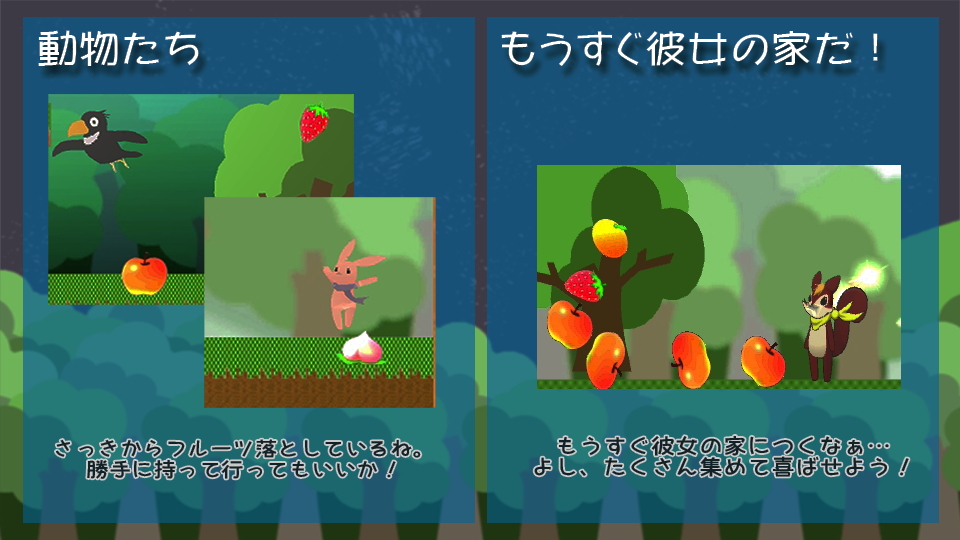 動物たち
さっきからフルーツ落としているね。
勝手に持って行ってもいいか！
もうすぐ彼女の家だ！
もうすぐ彼女の家につくなぁ…
よし、たくさん集めて喜ばせよう！